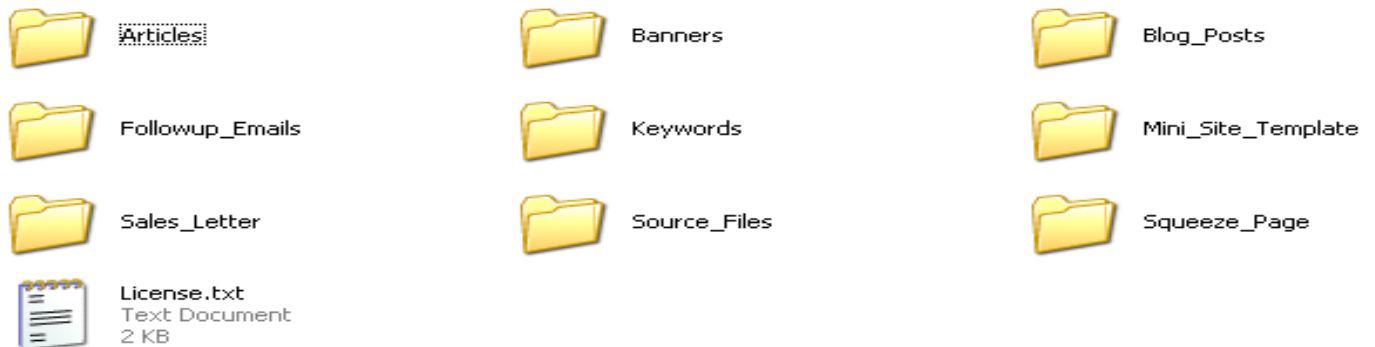 Articles
Banners
Blog_Posts
Followup_Emails
Keywords
Mini_Site_Template
Sales_Letter
Source_Files
Squeeze_Page
License.txt
Text Document
2 KB